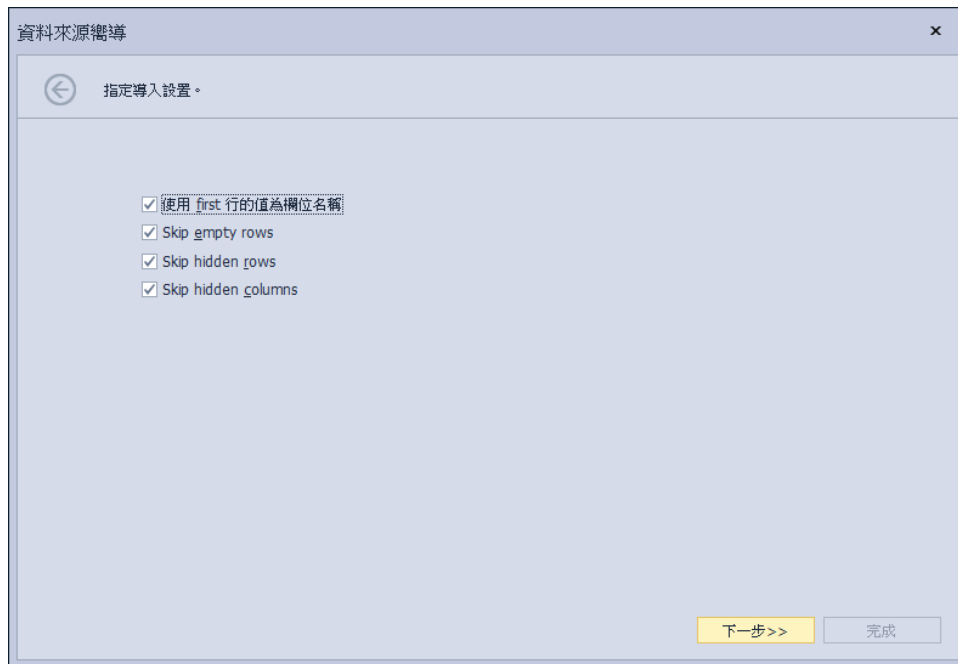 資料來源嚮導
指定導入設置。
使用 first 行的值為欄位名稱
Skip empty rows
Skip hidden rows
Skip hidden columns
下一步>>
完成